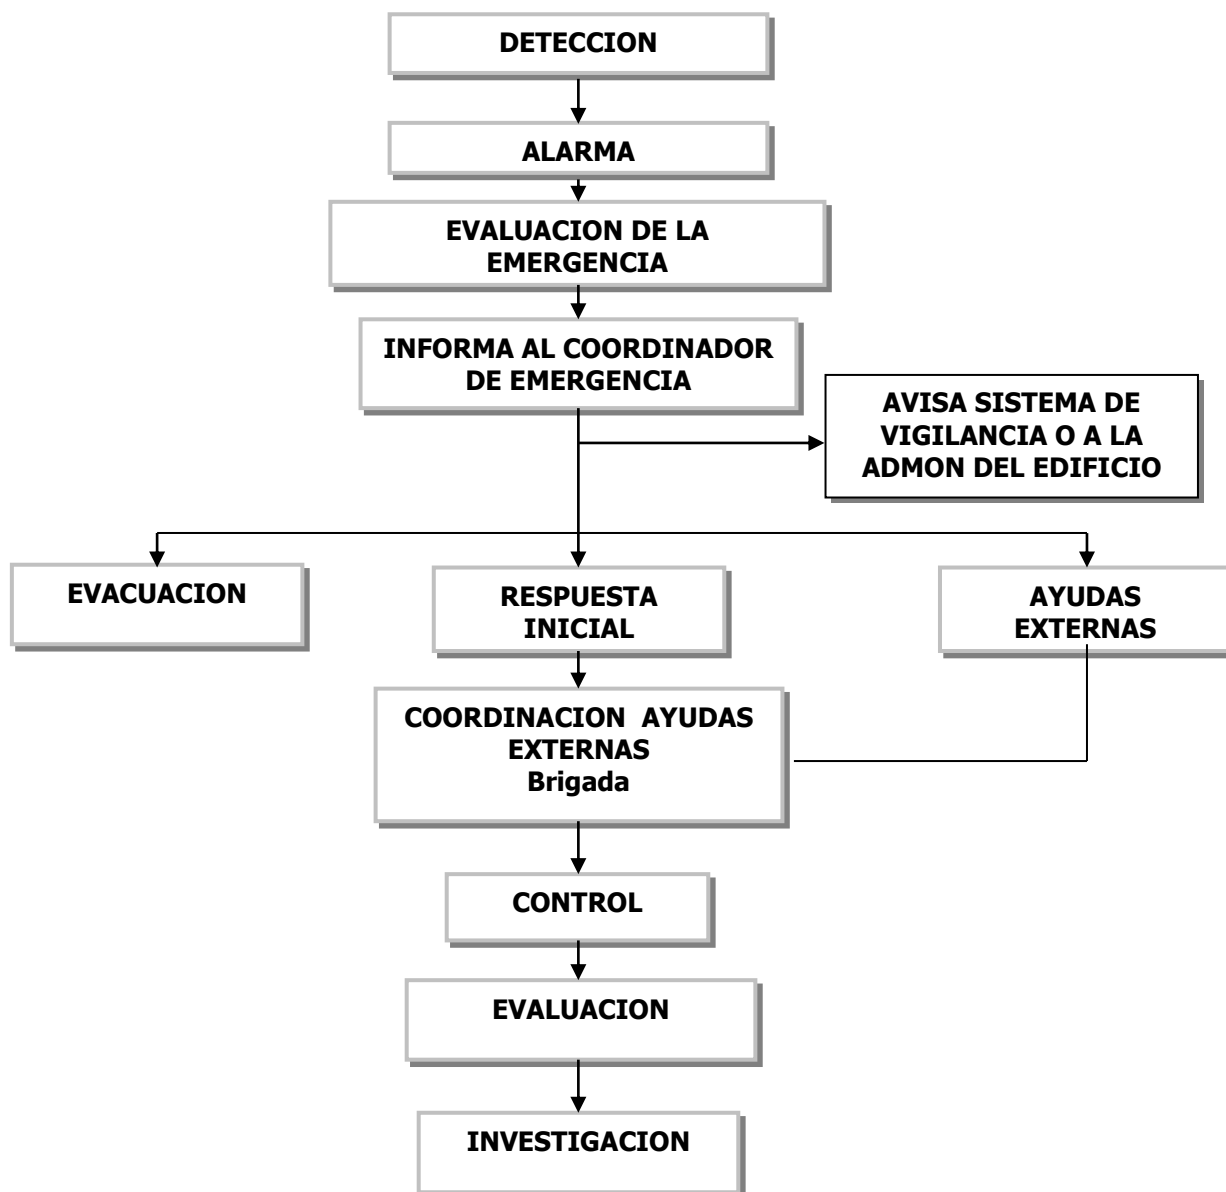 DETECCION
ALARMA
EVALUACION DE LA
EMERGENCIA
INFORMA AL COORDINADOR
DE EMERGENCIA
AVISA SISTEMA DE
VIGILANCIA O A LA
ADMON DEL EDIFICIO
EVACUACION
RESPUESTA
INICIAL
AYUDAS
EXTERNAS
COORDINACION AYUDAS
EXTERNAS
Brigada
CONTROL
EVALUACION
INVESTIGACION